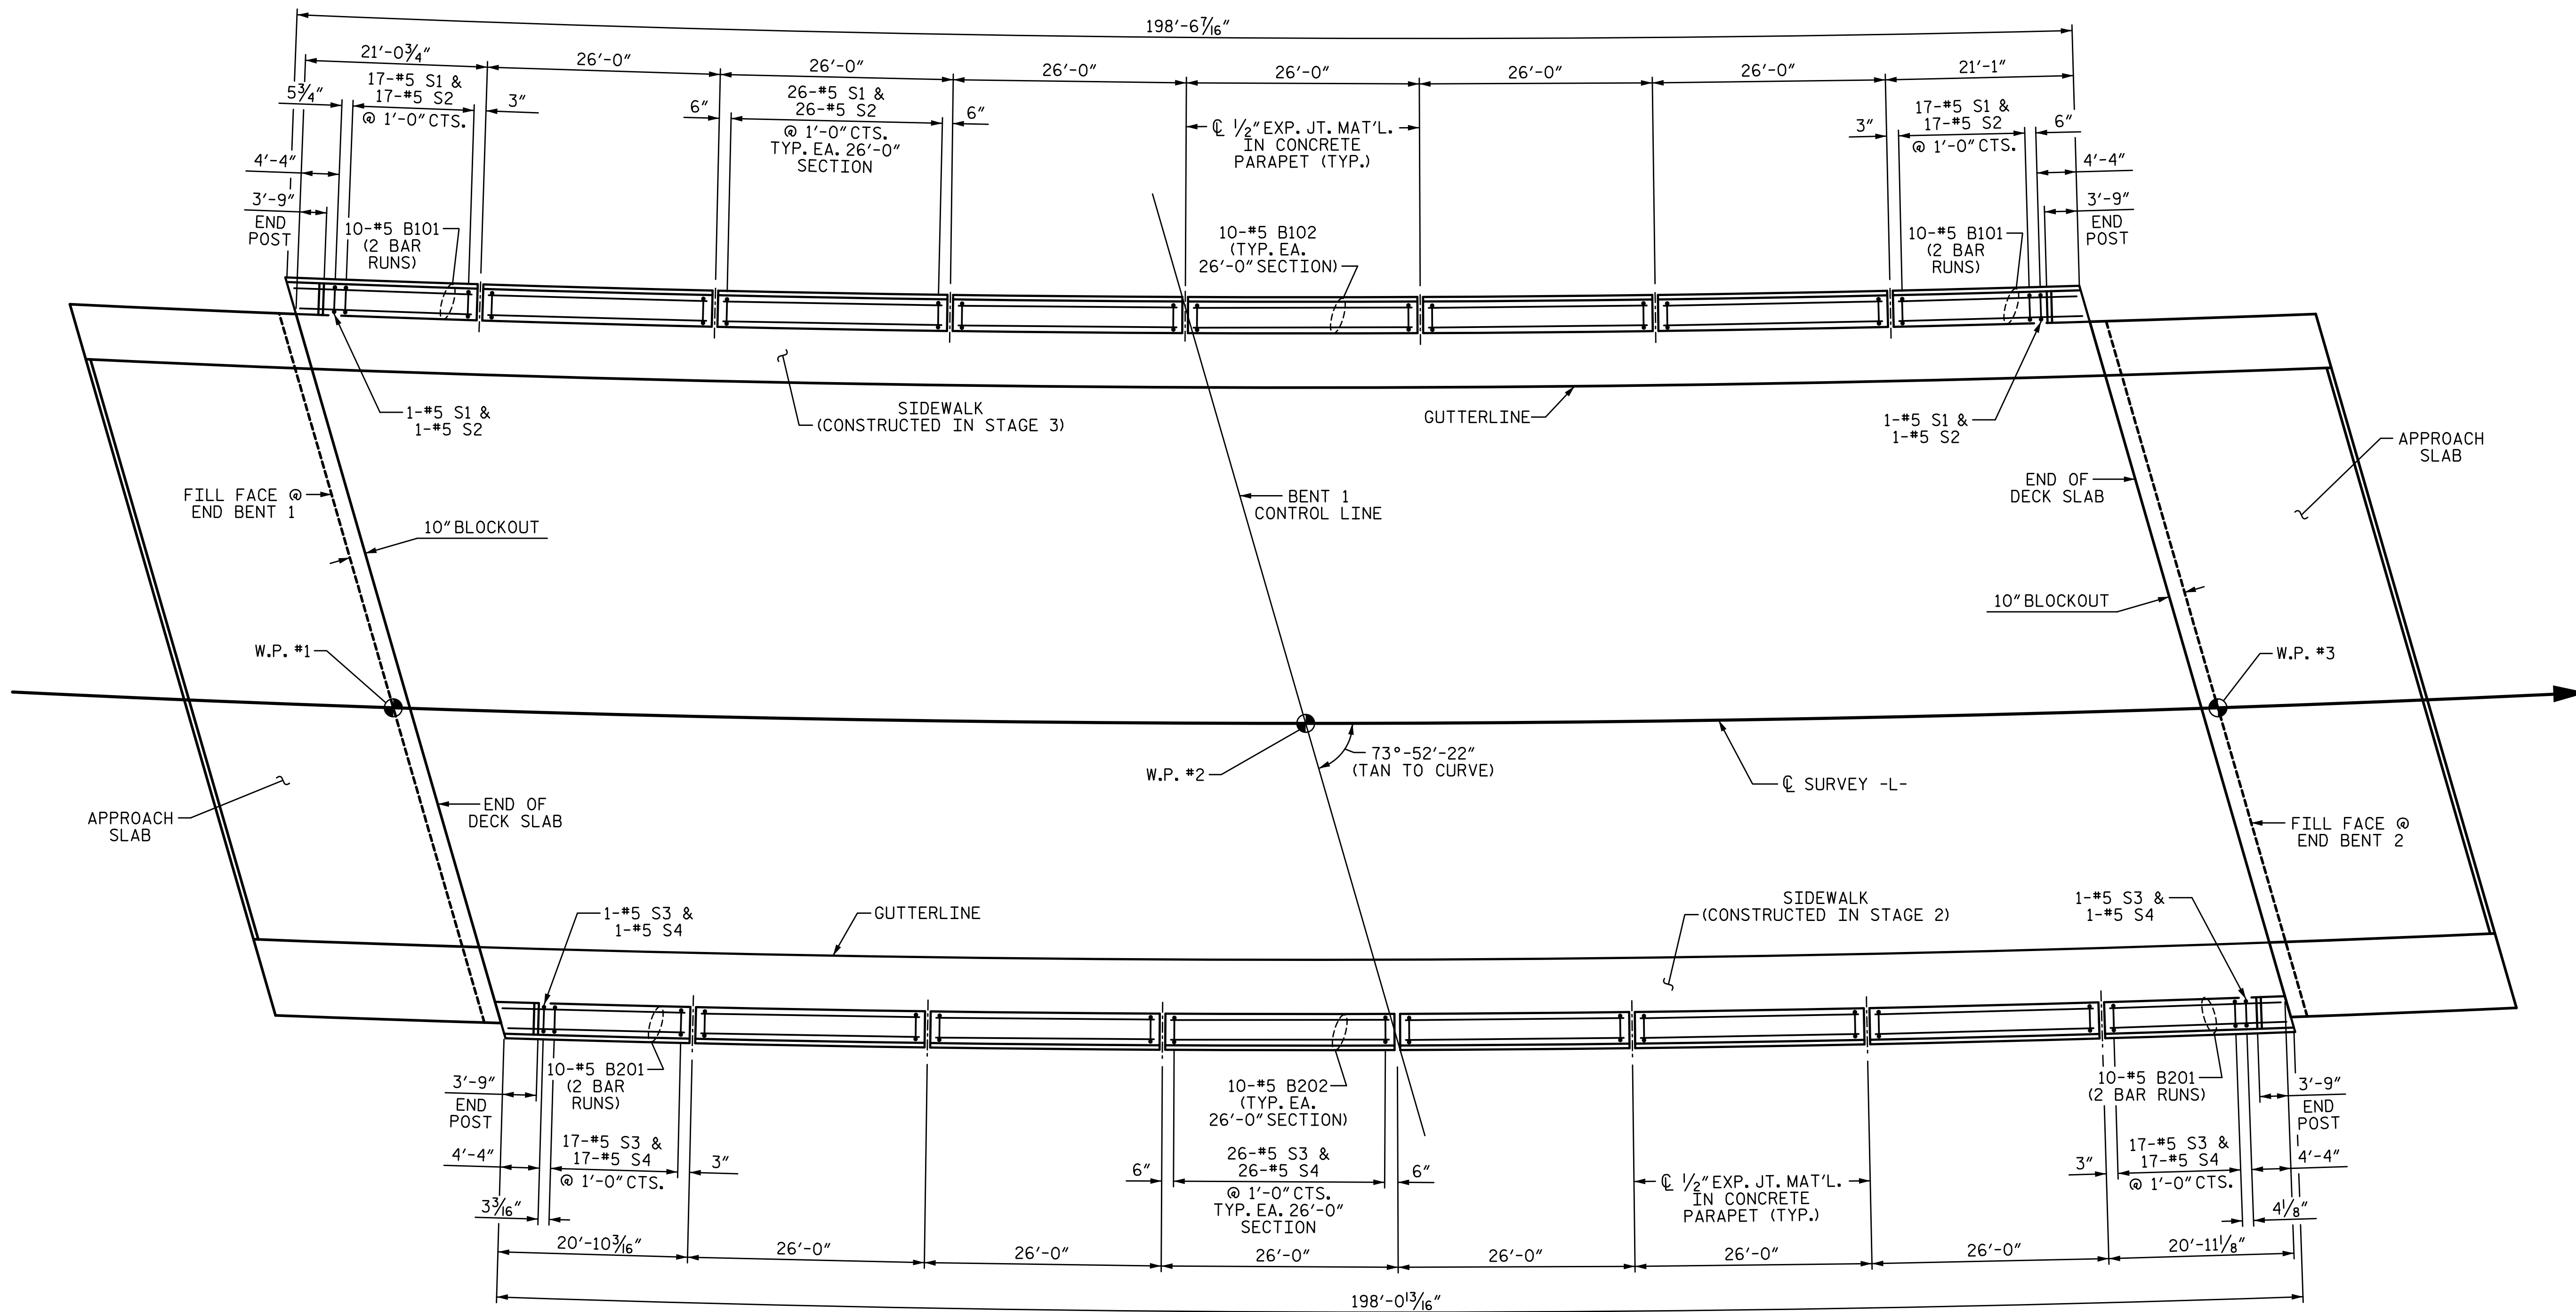 198'-6 7/16"
21'-0 3/4"
26'-0"
26'-0"
26'-0"
26'-0"
26'-0"
26'-0"
21'-1"
5 3/4"
17-#5 S1 &
17-#5 S2
@ 1'-0" CTS.
3"
6"
26-#5 S1 &
26-#5 S2
@ 1'-0" CTS.
TYP. EA. 26'-0"
SECTION
6"
℄ 1/2" EXP. JT. MAT'L.
IN CONCRETE
PARAPET (TYP.)
3"
17-#5 S1 &
17-#5 S2
@ 1'-0" CTS.
6"
4'-4"
3'-9"
END
POST
4'-4"
3'-9"
END
POST
10-#5 B101
(2 BAR
RUNS)
10-#5 B102
(TYP. EA.
26'-0" SECTION)
10-#5 B101
(2 BAR
RUNS)
1-#5 S1 &
1-#5 S2
SIDEWALK
(CONSTRUCTED IN STAGE 3)
GUTTERLINE
1-#5 S1 &
1-#5 S2
APPROACH
SLAB
FILL FACE @
END BENT 1
10" BLOCKOUT
BENT 1
CONTROL LINE
END OF
DECK SLAB
10" BLOCKOUT
W.P. #1
W.P. #3
W.P. #2
73°-52'-22"
(TAN TO CURVE)
℄ SURVEY -L-
APPROACH
SLAB
END OF
DECK SLAB
FILL FACE @
END BENT 2
1-#5 S3 &
1-#5 S4
GUTTERLINE
SIDEWALK
(CONSTRUCTED IN STAGE 2)
1-#5 S3 &
1-#5 S4
3'-9"
END
POST
10-#5 B201
(2 BAR
RUNS)
10-#5 B202
(TYP. EA.
26'-0" SECTION)
10-#5 B201
(2 BAR RUNS)
3'-9"
END
POST
4'-4"
17-#5 S3 &
17-#5 S4
@ 1'-0" CTS.
3"
6"
26-#5 S3 &
26-#5 S4
@ 1'-0" CTS.
TYP. EA. 26'-0"
SECTION
6"
℄ 1/2" EXP. JT. MAT'L.
IN CONCRETE
PARAPET (TYP.)
3"
17-#5 S3 &
17-#5 S4
@ 1'-0" CTS.
4'-4"
3 3/16"
4 1/8"
20'-10 3/16"
26'-0"
26'-0"
26'-0"
26'-0"
26'-0"
26'-0"
20'-11 1/8"
198'-0 13/16"